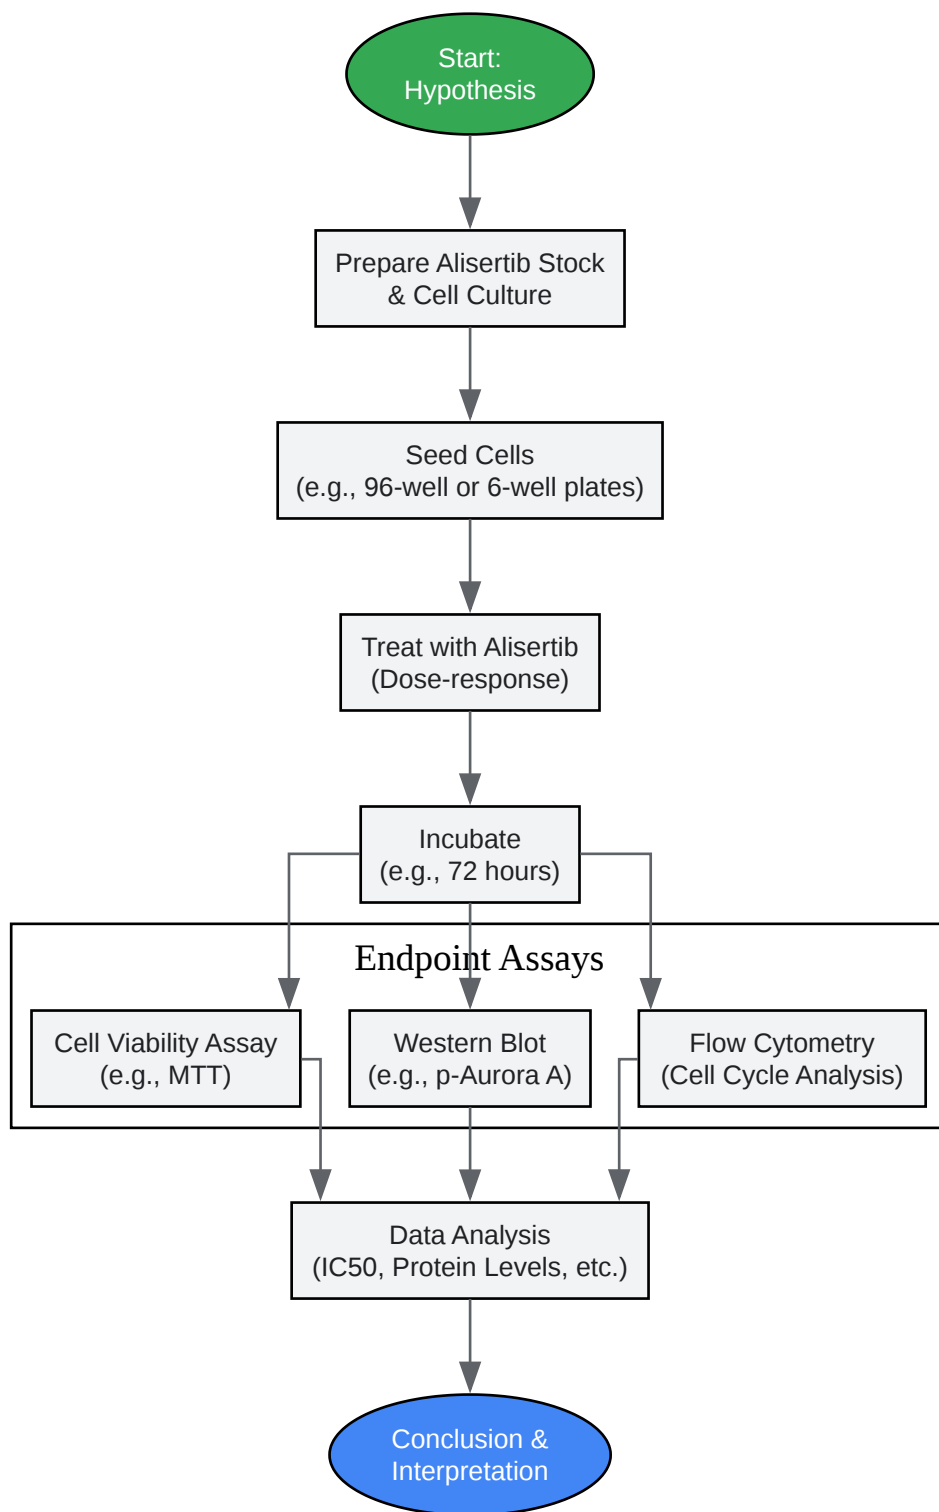 Start:
Hypothesis
Prepare Alisertib Stock
& Cell Culture
Seed Cells
(e.g., 96-well or 6-well plates)
Treat with Alisertib
(Dose-response)
Incubate
(e.g., 72 hours)
Endpoint Assays
Cell Viability Assay
(e.g., MTT)
Western Blot
(e.g., p-Aurora A)
Flow Cytometry
(Cell Cycle Analysis)
Data Analysis
(IC50, Protein Levels, etc.)
Conclusion &
Interpretation